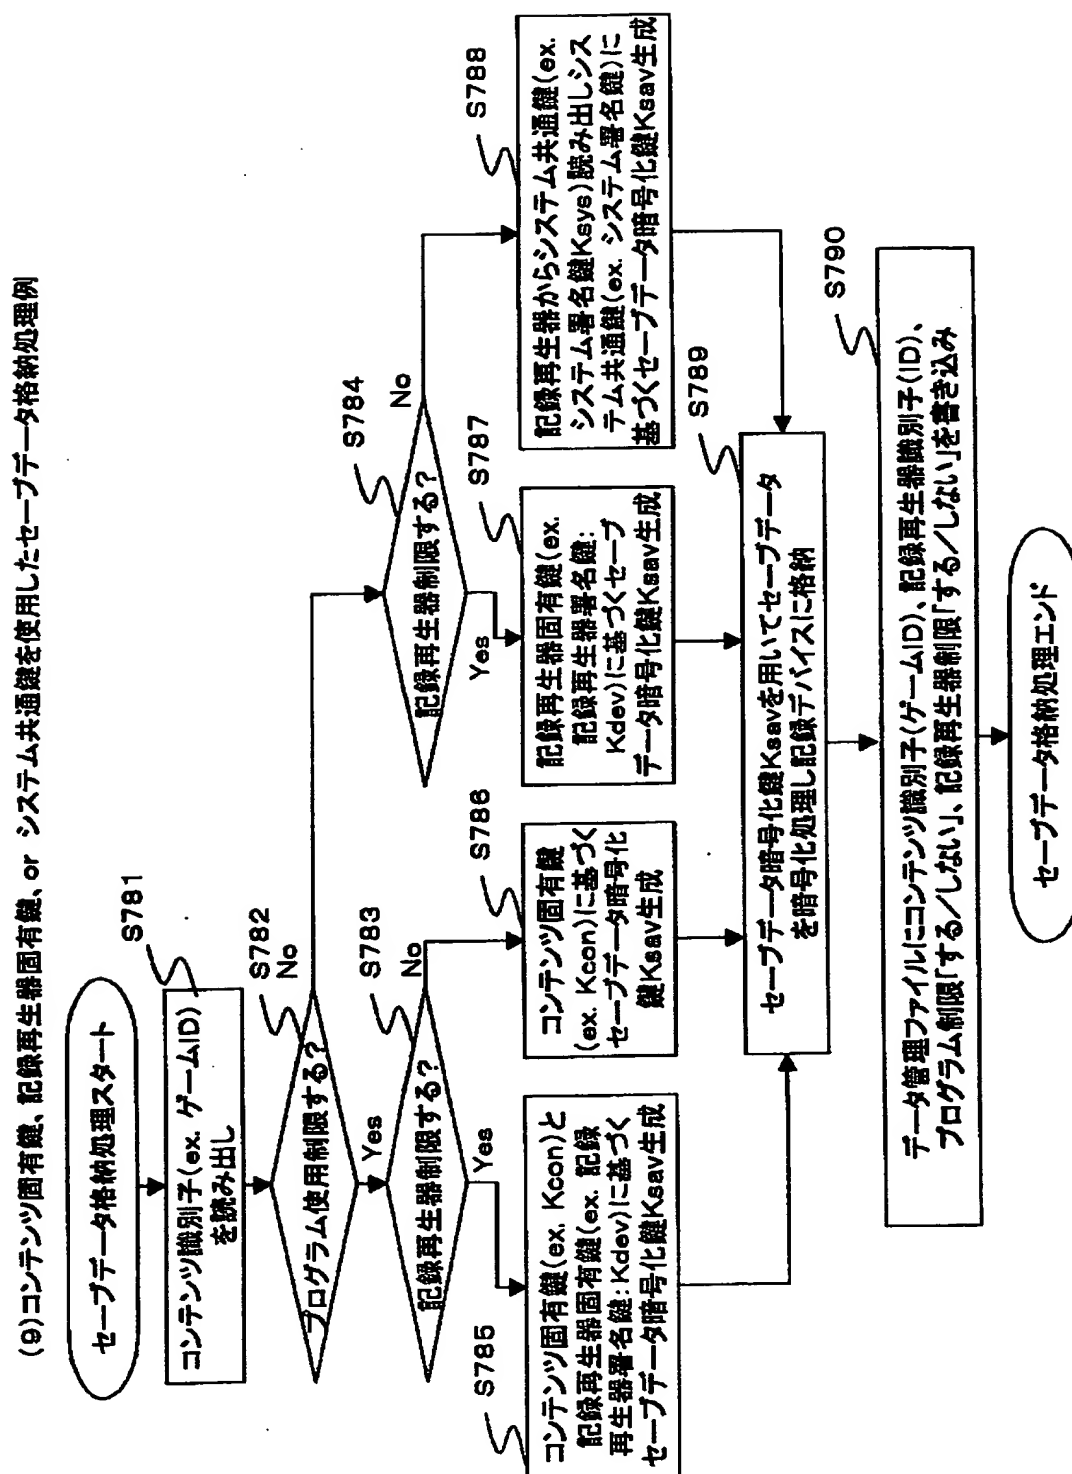 (9)コンテンツ固有鍵、記録再生器固有鍵、or システム共通鍵を使用したセーブデータ格納処理例
セーブデータ格納処理スタート
S781
コンテンツ識別子(ex. ゲームID)
を読み出し
S782
プログラム使用制限する?
No
Yes
S783
記録再生器制限する?
No
Yes
S784
記録再生器制限する?
No
Yes
S785
コンテンツ固有鍵(ex. Kcon)と
記録再生器固有鍵(ex. 記録
再生器署名鍵:Kdev)に基づく
セーブデータ暗号化鍵Ksav生成
S786
コンテンツ固有鍵
(ex. Kcon)に基づく
セーブデータ暗号化
鍵Ksav生成
S787
記録再生器固有鍵(ex.
記録再生器署名鍵:
Kdev)に基づくセーブ
データ暗号化鍵Ksav生成
S788
記録再生器からシステム共通鍵(ex.
システム署名鍵Ksys)読み出しシス
テム共通鍵(ex. システム署名鍵)に
基づくセーブデータ暗号化鍵Ksav生成
S789
セーブデータ暗号化鍵Ksavを用いてセーブデータ
を暗号化処理し記録デバイスに格納
S790
データ管理ファイルにコンテンツ識別子(ゲームID)、記録再生器識別子(ID)、
プログラム制限「する/しない」、記録再生器制限「する/しない」を書き込み
セーブデータ格納処理エンド